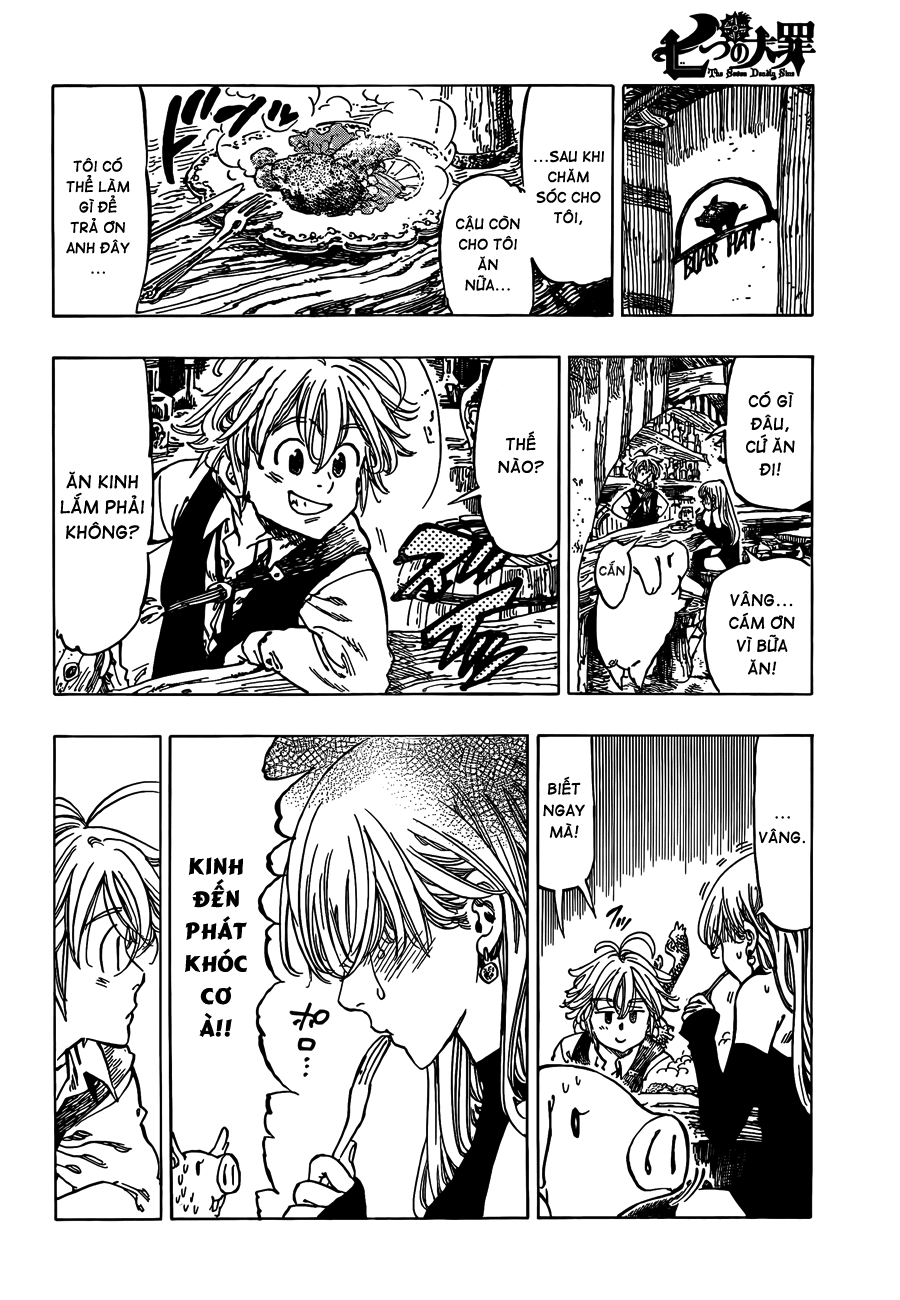 七つの大罪
The Seven Deadly Sins
BOAR HAT
...SAU KHI
CHĂM
SÓC CHO
TÔI,
CẬU CÒN
CHO TÔI
ĂN
NỮA...
ドーン
TÔI CÓ
THỂ LÀM
GÌ ĐỂ
TRẢ ƠN
ANH ĐÂY
...
CÓ GÌ
ĐÂU,
CỨ ĂN
ĐI!
CẮN
VÂNG...
CÁM ƠN
VÌ BỮA
ĂN!
THẾ
NÀO?
ĂN KINH
LẮM PHẢI
KHÔNG?
...
VÂNG.
BIẾT
NGAY
MÀ!
KINH
ĐẾN
PHÁT
KHÓC
CƠ
À!!
ポロ...